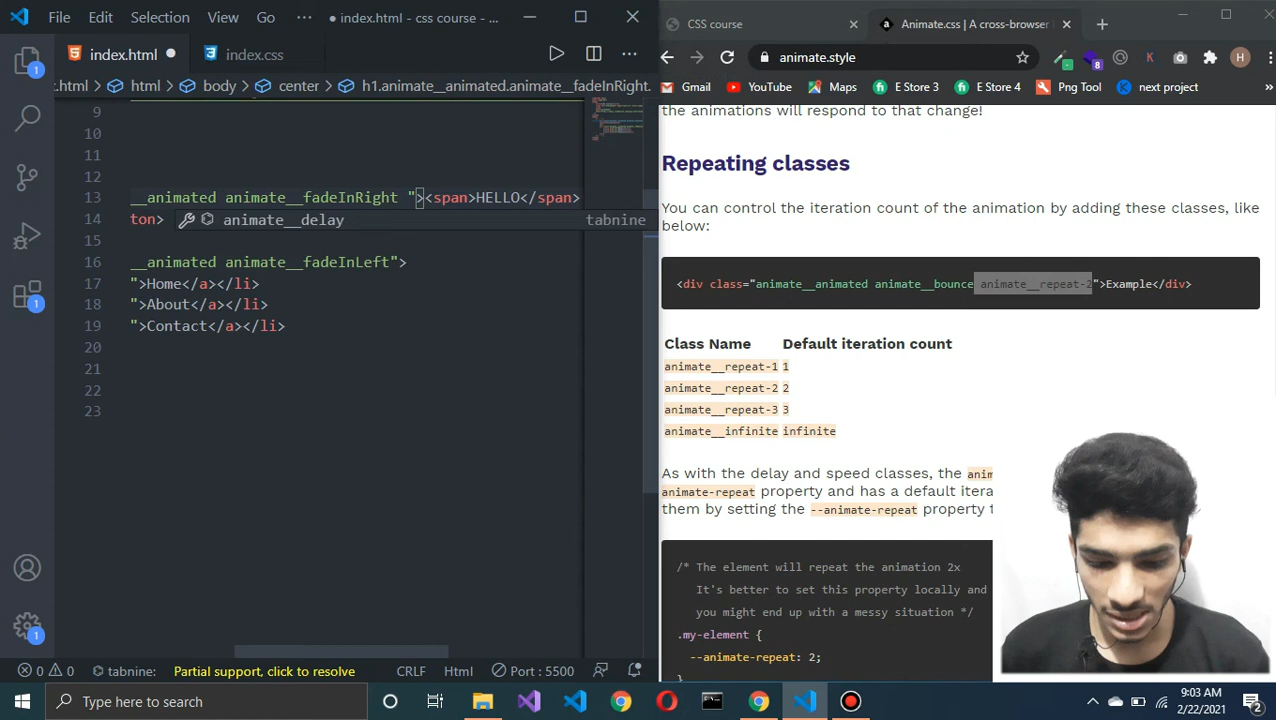 File Edit Selection View Go ··· ● index.html - css course - ...
index.html ● index.css
.html > html > body > center > h1.animate__animated.animate__fadeInRight
9
10
11
12
13 __animated animate__fadeInRight "><span>HELLO</span>
animate__delay tabnine
14 ton>
15
16 __animated animate__fadeInLeft">
17 ">Home</a></li>
18 ">About</a></li>
19 ">Contact</a></li>
20
21
22
23
1
1
1
0 0 tabnine: Partial support, click to resolve CRLF Html Port : 5500
CSS course
Animate.css | A cross-browser
animate.style
8
K
H
Gmail YouTube Maps E Store 3 E Store 4 Png Tool next project »
the animations will respond to that change!
Repeating classes
You can control the iteration count of the animation by adding these classes, like
below:
<div class="animate__animated animate__bounce animate__repeat-2">Example</div>
Class Name Default iteration count
animate__repeat-1 1
animate__repeat-2 2
animate__repeat-3 3
animate__infinite infinite
As with the delay and speed classes, the anim
animate-repeat property and has a default itera
them by setting the --animate-repeat property t
/* The element will repeat the animation 2x
It's better to set this property locally and
you might end up with a messy situation */
.my-element {
--animate-repeat: 2;
}
Type here to search
9:03 AM
2/22/2021
2